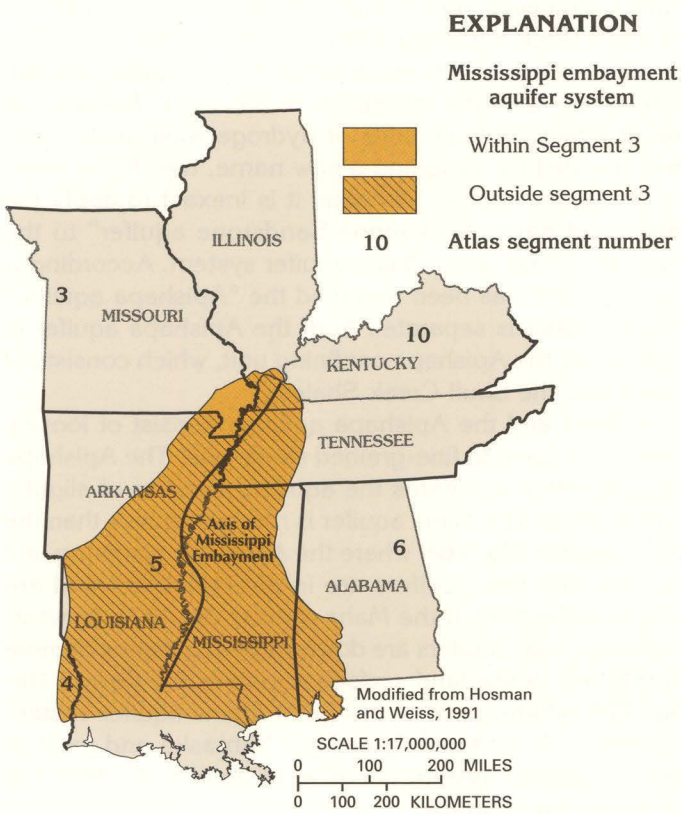 EXPLANATION
Mississippi embayment
aquifer system
Within Segment 3
Outside segment 3
10
Atlas segment number
ILLINOIS
3
MISSOURI
10
KENTUCKY
TENNESSEE
ARKANSAS
Axis of
Mississippi
Embayment
5
6
ALABAMA
LOUISIANA
MISSISSIPPI
4
Modified from Hosman
and Weiss, 1991
SCALE 1:17,000,000
0 100 200 MILES
0 100 200 KILOMETERS